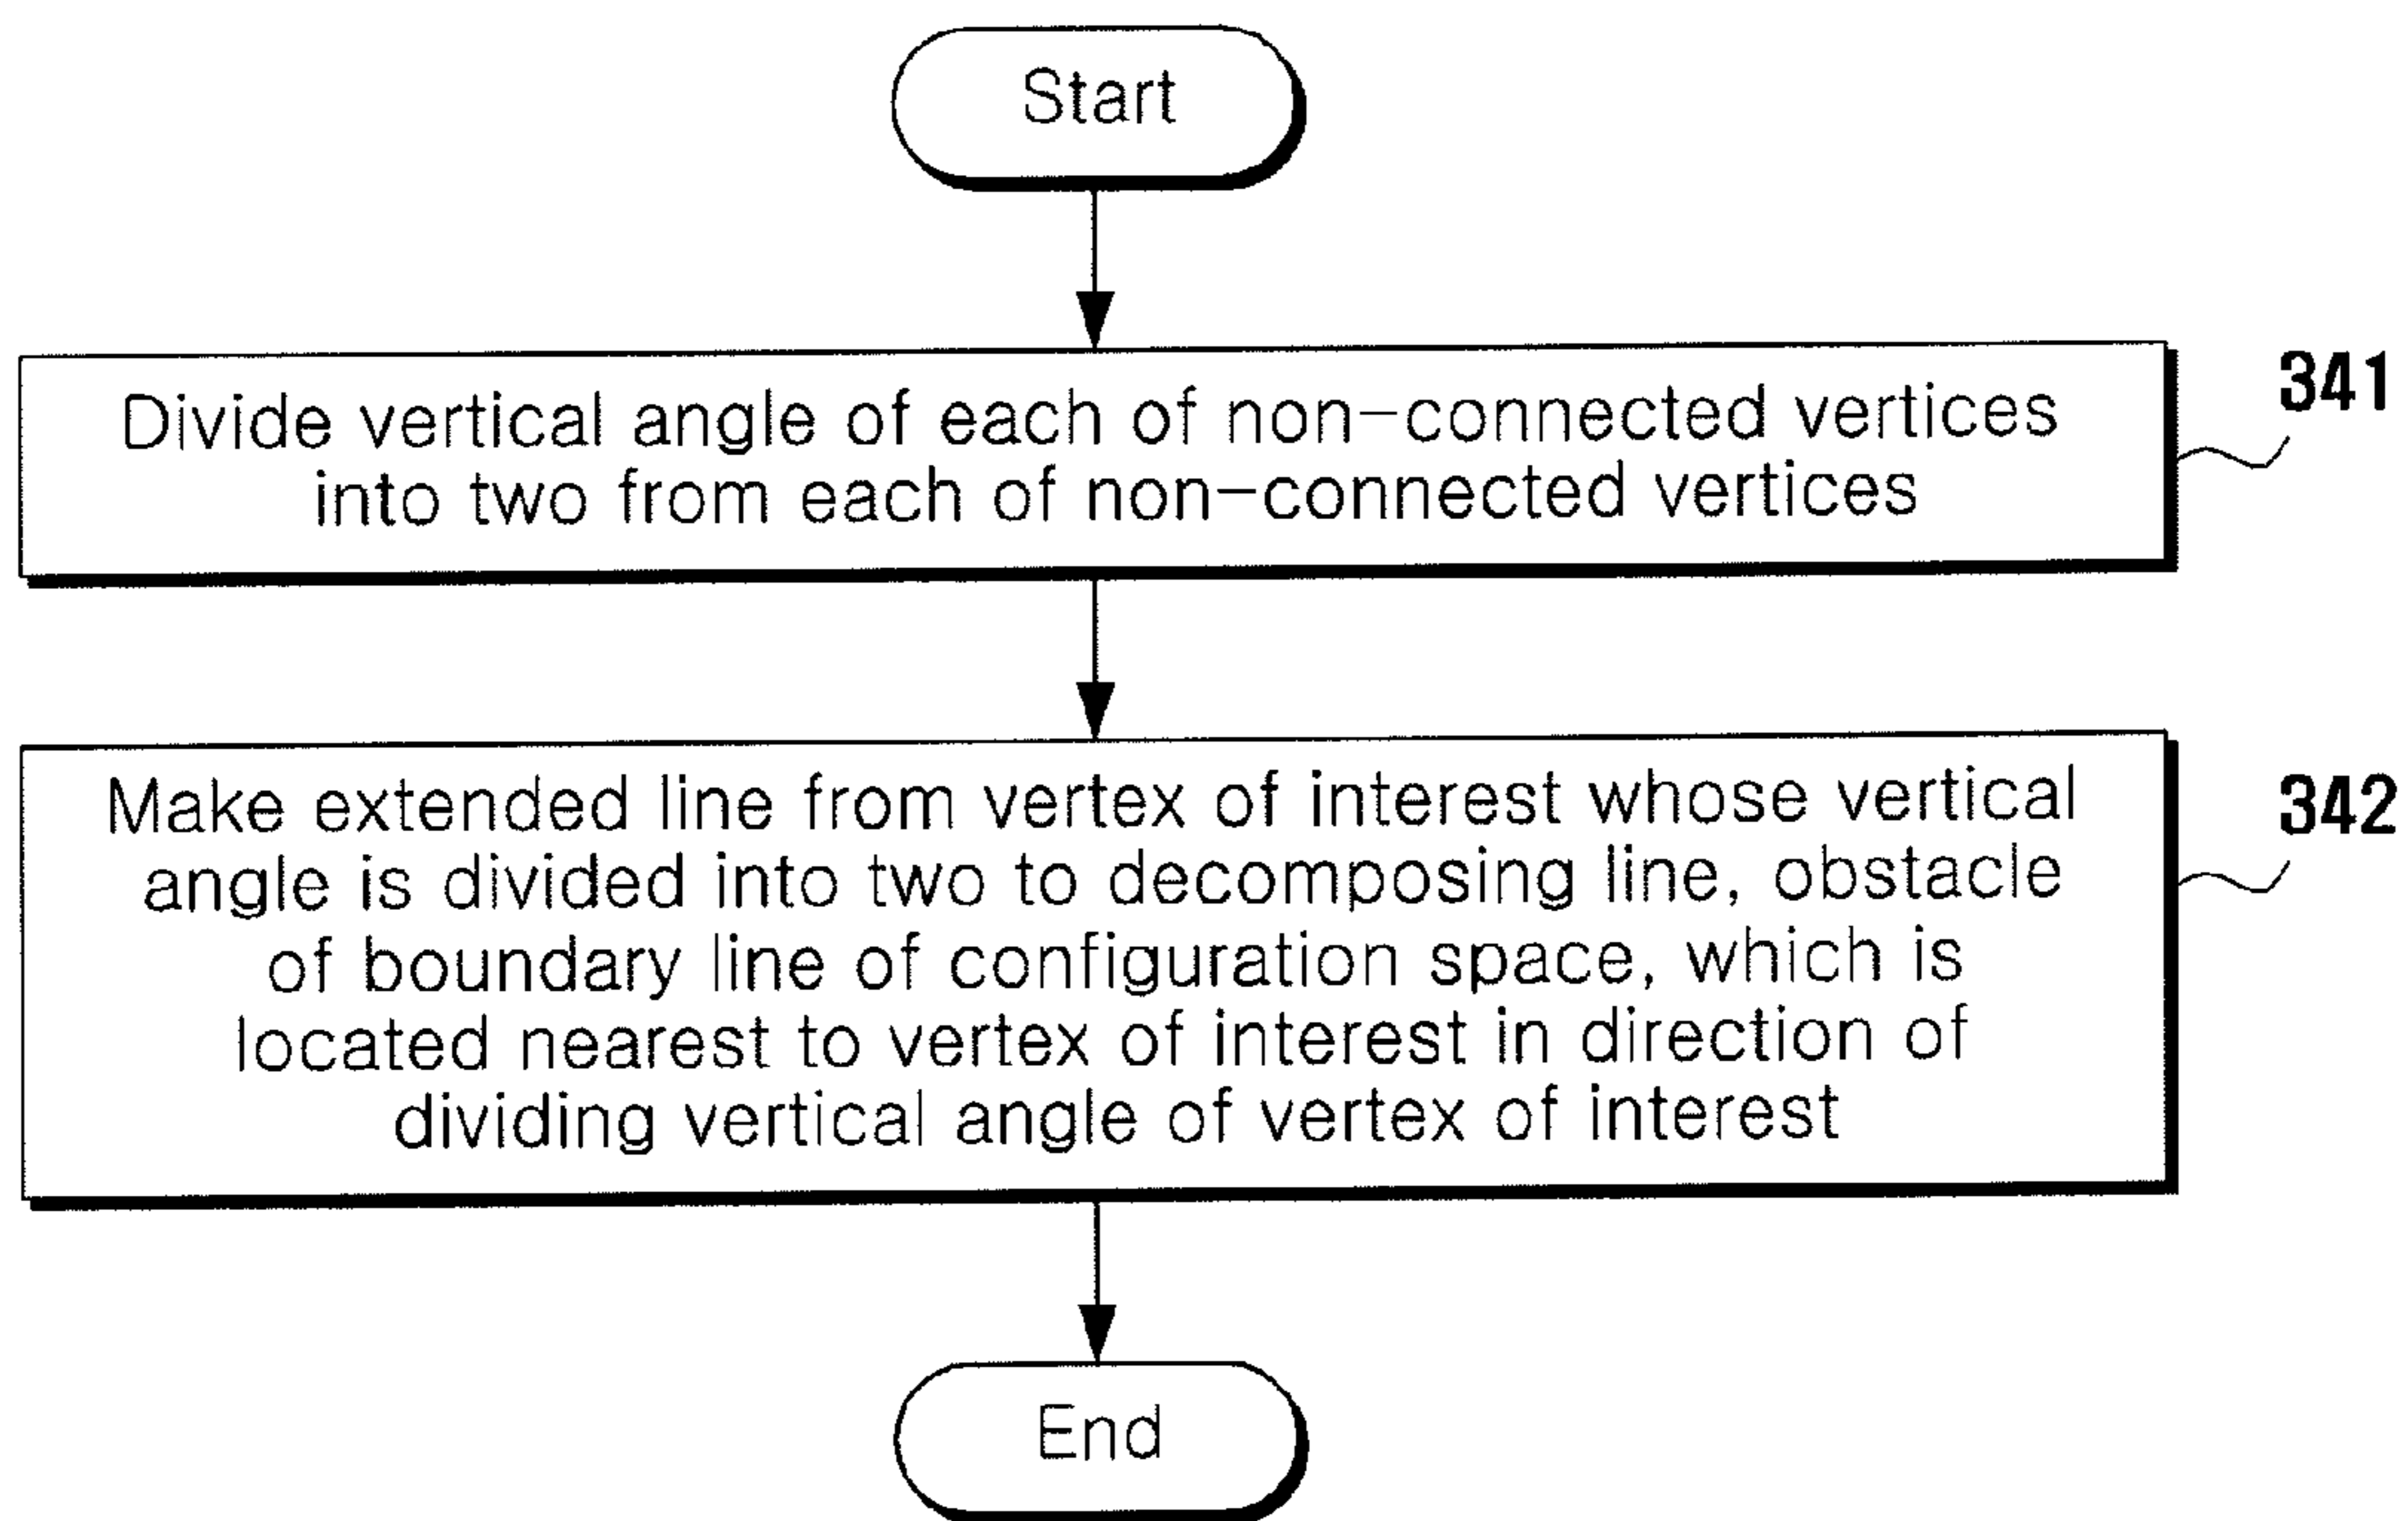 Start
Divide vertical angle of each of non-connected vertices
into two from each of non-connected vertices
341
Make extended line from vertex of interest whose vertical
angle is divided into two to decomposing line, obstacle
of boundary line of configuration space, which is
located nearest to vertex of interest in direction of
dividing vertical angle of vertex of interest
342
End